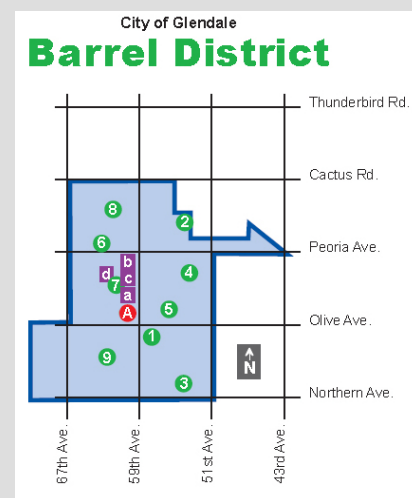 City of Glendale
Barrel District
Thunderbird Rd.
Cactus Rd.
8
2
6
Peoria Ave.
b
d
c
4
7
a
A
5
Olive Ave.
1
9
N
3
Northern Ave.
67th Ave.
59th Ave.
51st Ave.
43rd Ave.